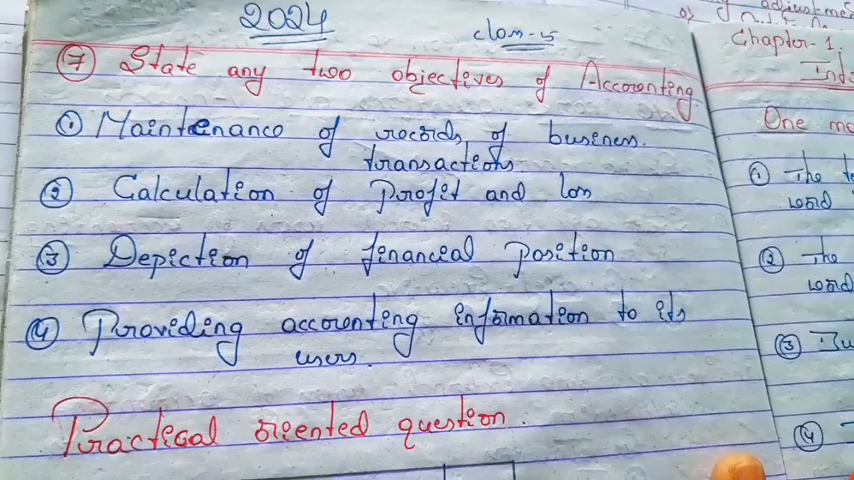 2024
class-5
⑦ State any two objectives of Accounting.
① Maintenance of records of business.
transactions.
② Calculation of Profit and loss
③ Depiction of financial position
④ Providing accounting information to its
users.
Practical oriented question.
Chapter-1.
One
① The
word
② The
word
③
④